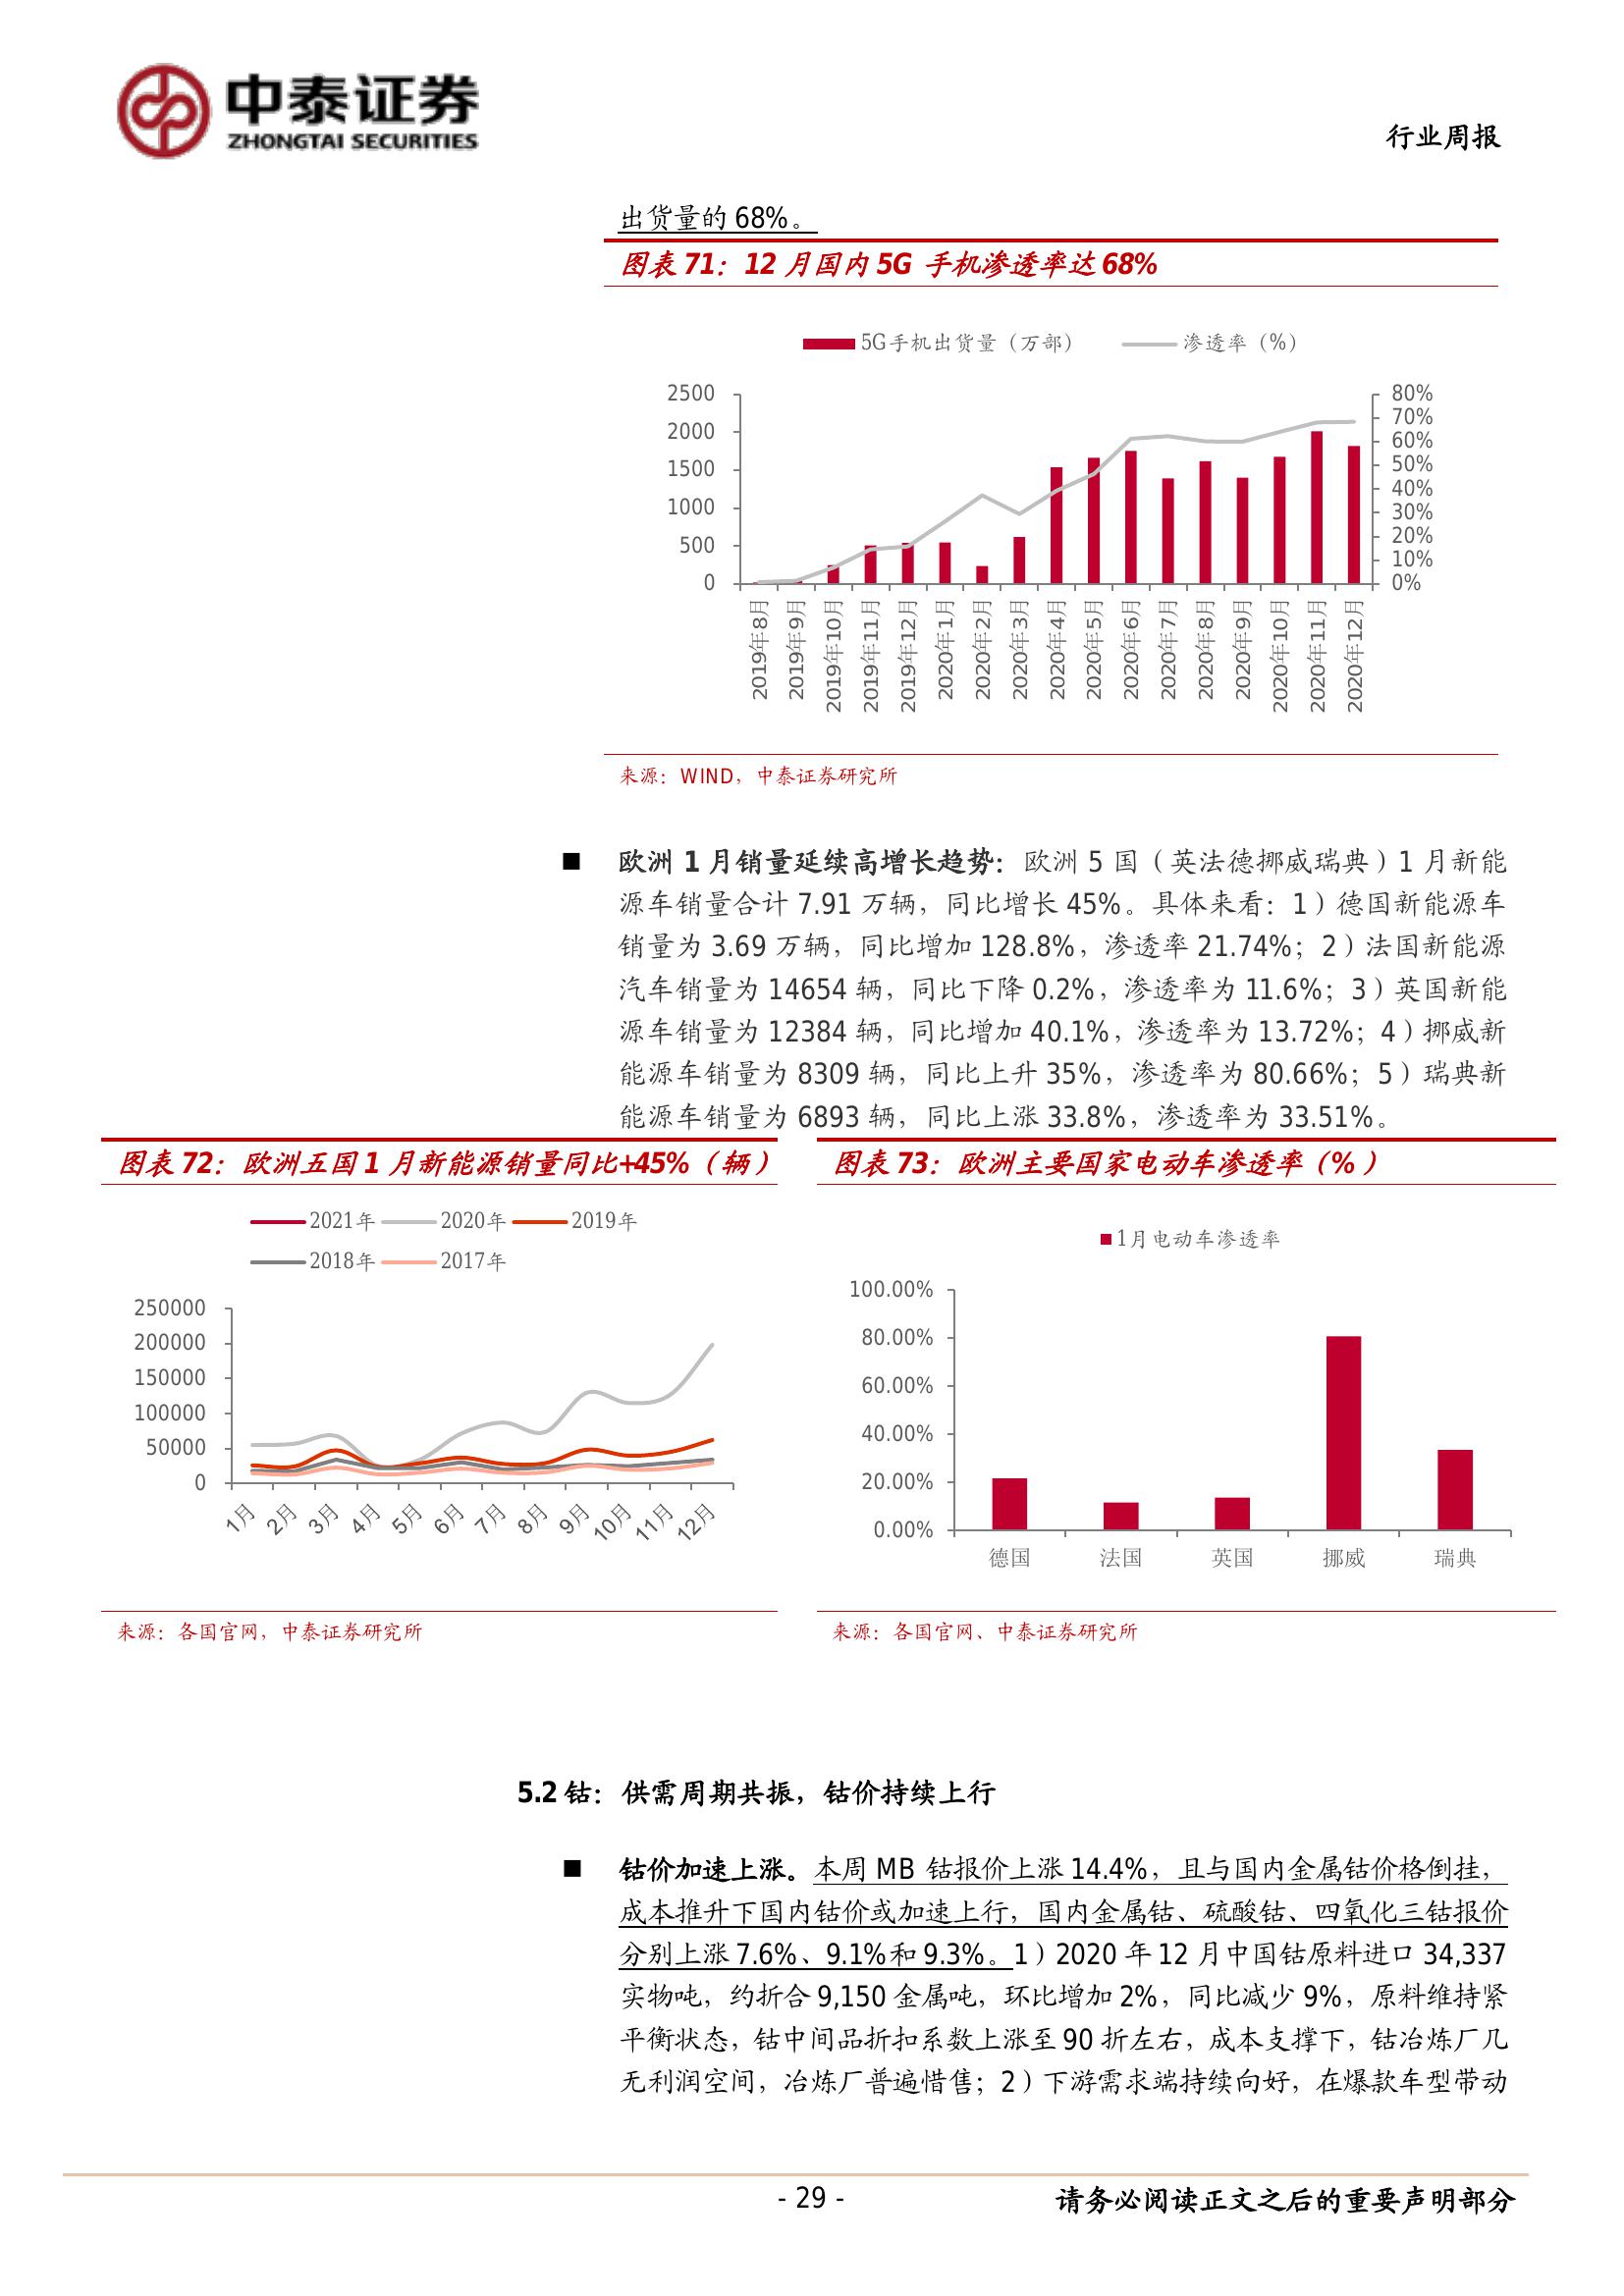 中泰证券
ZHONGTAI SECURITIES
行业周报
出货量的 68%。
图表 71：12 月国内 5G 手机渗透率达 68%
5G手机出货量（万部）
渗透率（%）
2500
2000
1500
1000
500
0
80%
70%
60%
50%
40%
30%
20%
10%
0%
2019年8月
2019年9月
2019年10月
2019年11月
2019年12月
2020年1月
2020年2月
2020年3月
2020年4月
2020年5月
2020年6月
2020年7月
2020年8月
2020年9月
2020年10月
2020年11月
2020年12月
来源：WIND，中泰证券研究所
■ 欧洲 1 月销量延续高增长趋势：欧洲 5 国（英法德挪威瑞典）1 月新能
源车销量合计 7.91 万辆，同比增长 45%。具体来看：1）德国新能源车
销量为 3.69 万辆，同比增加 128.8%，渗透率 21.74%；2）法国新能源
汽车销量为 14654 辆，同比下降 0.2%，渗透率为 11.6%；3）英国新能
源车销量为 12384 辆，同比增加 40.1%，渗透率为 13.72%；4）挪威新
能源车销量为 8309 辆，同比上升 35%，渗透率为 80.66%；5）瑞典新
能源车销量为 6893 辆，同比上涨 33.8%，渗透率为 33.51%。
图表 72：欧洲五国 1 月新能源销量同比+45%（辆）
2021年 2020年 2019年
2018年 2017年
250000
200000
150000
100000
50000
0
1月
2月
3月
4月
5月
6月
7月
8月
9月
10月
11月
12月
来源：各国官网，中泰证券研究所
图表 73：欧洲主要国家电动车渗透率（%）
1月电动车渗透率
100.00%
80.00%
60.00%
40.00%
20.00%
0.00%
德国
法国
英国
挪威
瑞典
来源：各国官网、中泰证券研究所
5.2 钴：供需周期共振，钴价持续上行
■ 钴价加速上涨。本周 MB 钴报价上涨 14.4%，且与国内金属钴价格倒挂，
成本推升下国内钴价或加速上行，国内金属钴、硫酸钴、四氧化三钴报价
分别上涨 7.6%、9.1%和 9.3%。1）2020 年 12 月中国钴原料进口 34,337
实物吨，约折合 9,150 金属吨，环比增加 2%，同比减少 9%，原料维持紧
平衡状态，钴中间品折扣系数上涨至 90 折左右，成本支撑下，钴冶炼厂几
无利润空间，冶炼厂普遍惜售；2）下游需求端持续向好，在爆款车型带动
- 29 -
请务必阅读正文之后的重要声明部分